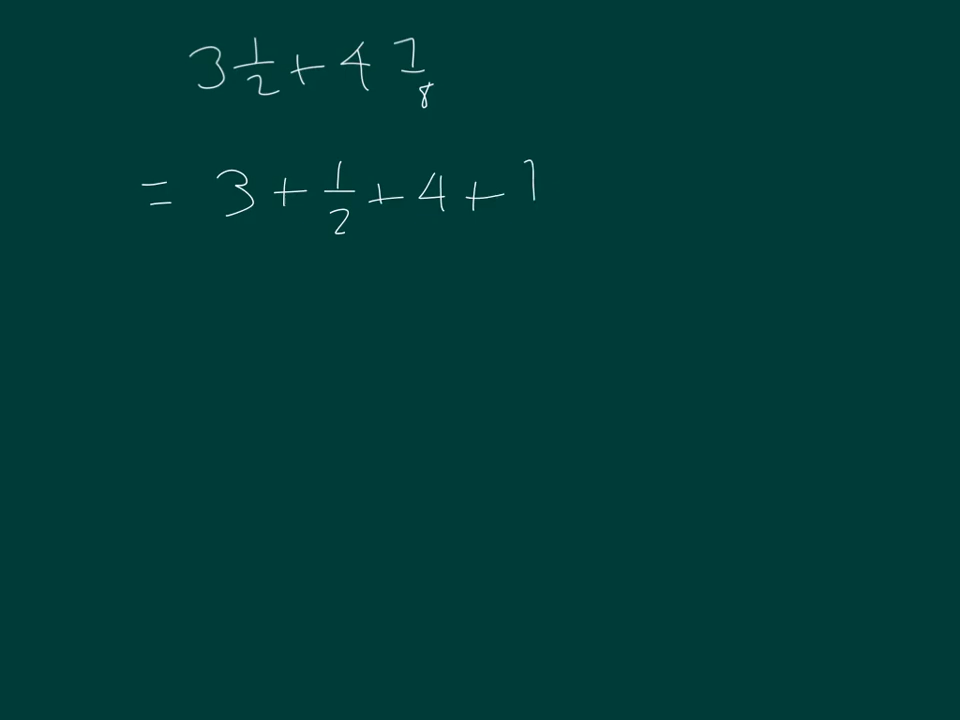 3 1/2 + 4 7/8
= 3 + 1/2 + 4 + 7